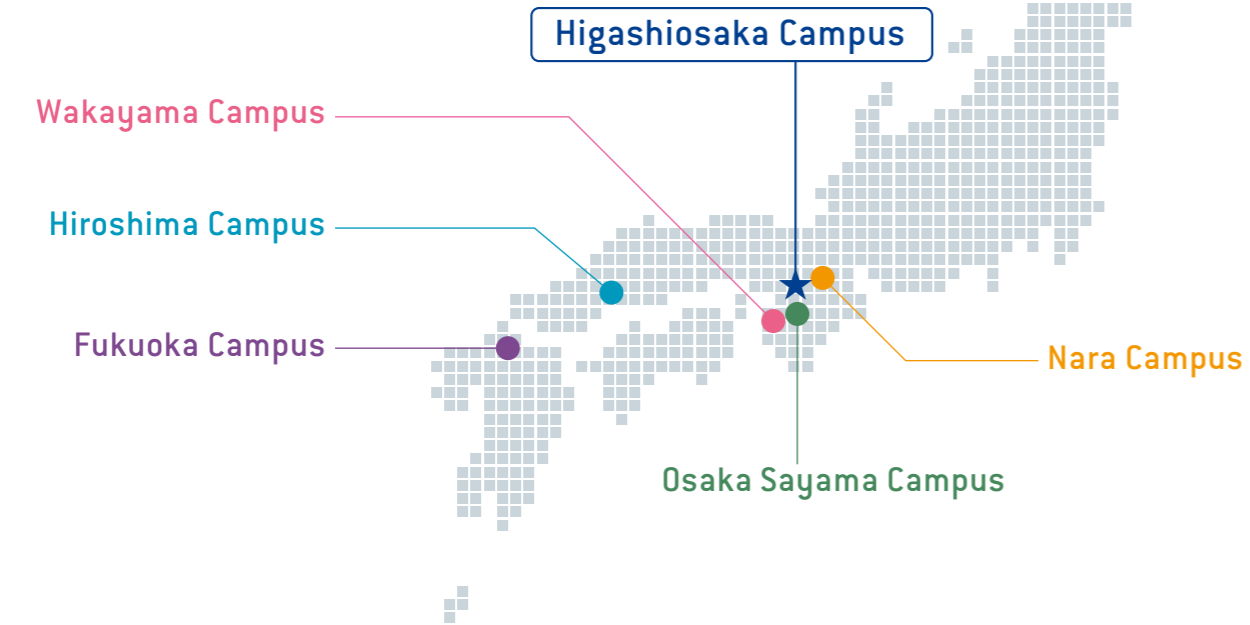 Higashiosaka Campus
Wakayama Campus
Hiroshima Campus
Fukuoka Campus
Nara Campus
Osaka Sayama Campus